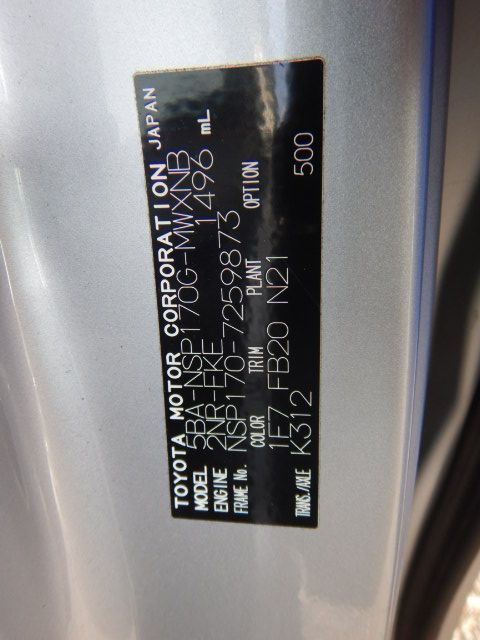 TOYOTA MOTOR CORPORATION JAPAN
MODEL 5BA-NSP170G-MWXNB
ENGINE 2NR-FKE 1496 mL
FRAME No. NSP170-7259873
COLOR TRIM PLANT OPTION
1F7 FB20 N21
TRANS./AXLE K312 500